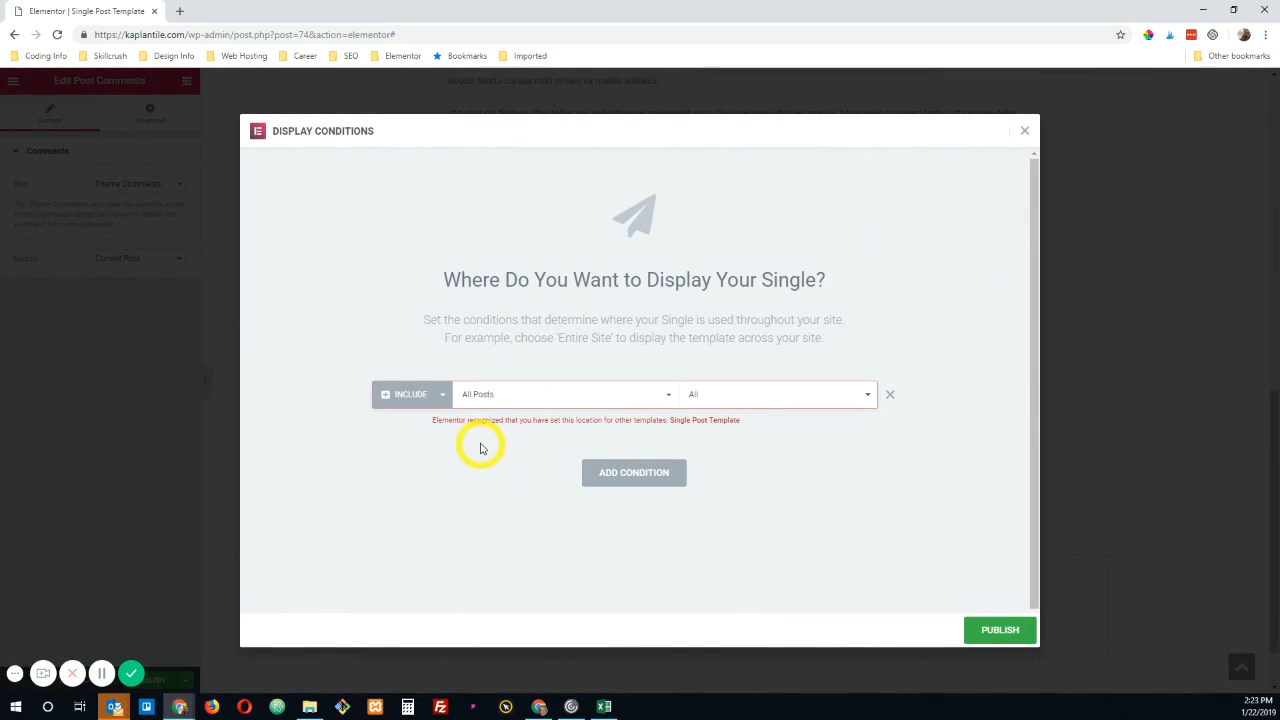 Elementor | Single Post Template
https://kaplantile.com/wp-admin/post.php?post=74&action=elementor#
Coding Info
Skillcrush
Design Info
Web Hosting
Career
SEO
Elementor
Bookmarks
Imported
Other bookmarks
Edit Post Comments
Content
Advanced
Comments
Skin
Theme Comments
Source
Current Post
DISPLAY CONDITIONS
Where Do You Want to Display Your Single?
Set the conditions that determine where your Single is used throughout your site.
For example, choose 'Entire Site' to display the template across your site.
INCLUDE
All Posts
All
Elementor recognized that you have set this location for other templates: Single Post Template
ADD CONDITION
PUBLISH
2:23 PM
1/22/2019